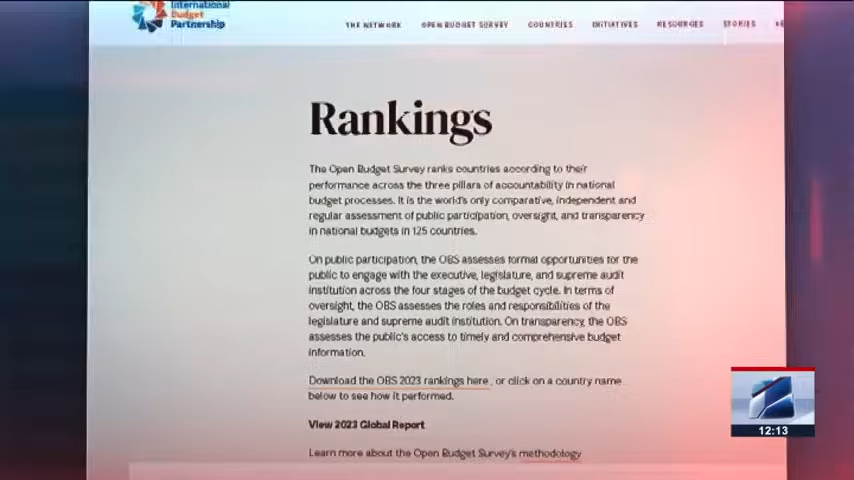 International
Budget
Partnership
THE NETWORK OPEN BUDGET SURVEY COUNTRIES INITIATIVES RESOURCES STORIES
Rankings
The Open Budget Survey ranks countries according to their
performance across the three pillars of accountability in national
budget processes. It is the world's only comparative, independent and
regular assessment of public participation, oversight, and transparency
in national budgets in 125 countries.
On public participation, the OBS assesses formal opportunities for the
public to engage with the executive, legislature, and supreme audit
institution across the four stages of the budget cycle. In terms of
oversight, the OBS assesses the roles and responsibilities of the
legislature and supreme audit institution. On transparency, the OBS
assesses the public's access to timely and comprehensive budget
information.
Download the OBS 2023 rankings here, or click on a country name
below to see how it performed.
View 2023 Global Report
Learn more about the Open Budget Survey's methodology
12:13